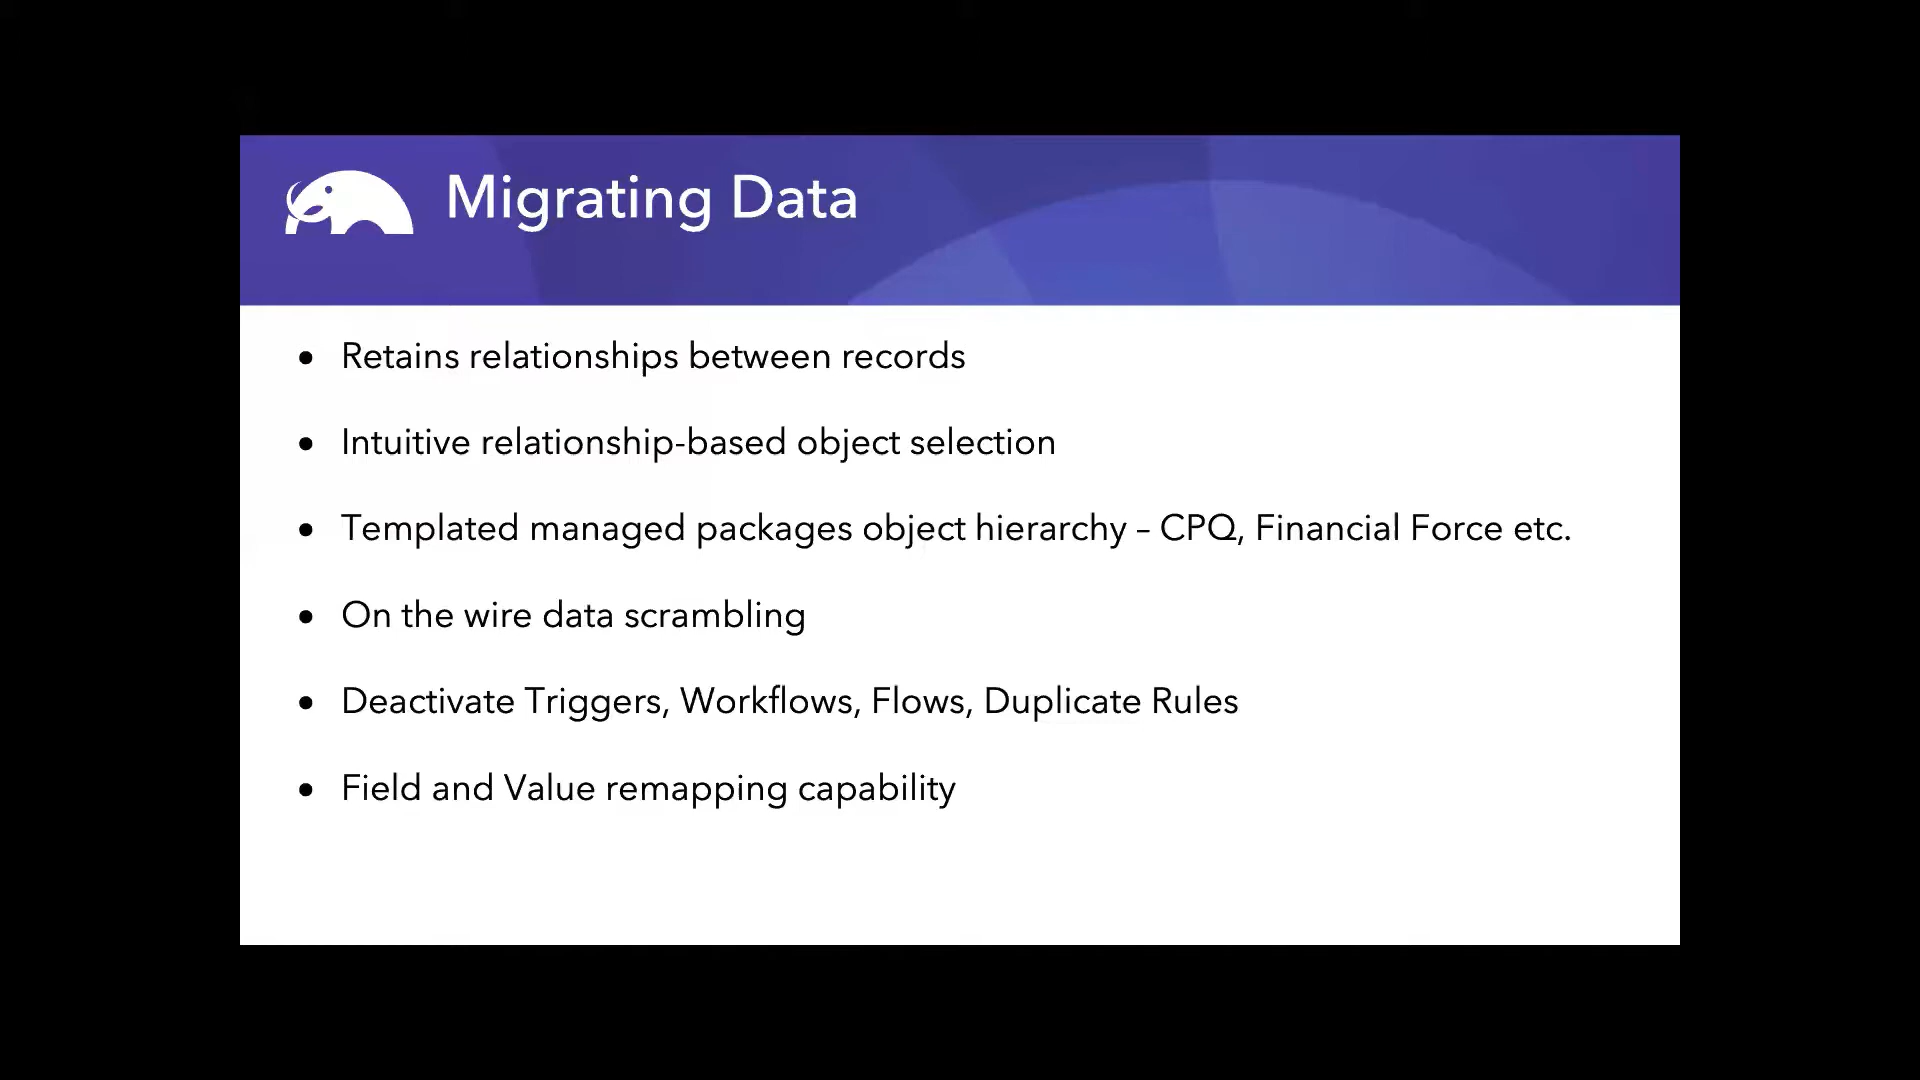 Migrating Data
• Retains relationships between records
• Intuitive relationship-based object selection
• Templated managed packages object hierarchy – CPQ, Financial Force etc.
• On the wire data scrambling
• Deactivate Triggers, Workflows, Flows, Duplicate Rules
• Field and Value remapping capability